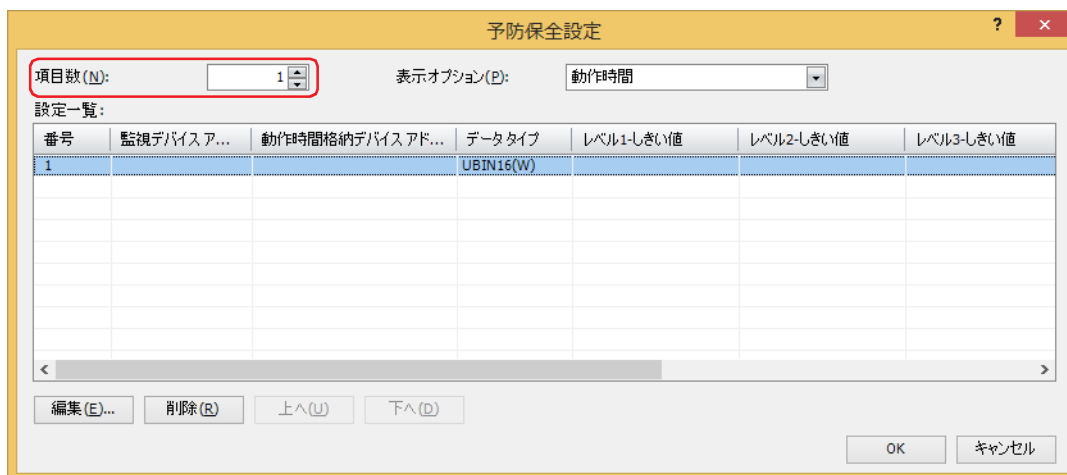 予防保全設定
? ×
項目数(N): 1 表示オプション(P): 動作時間
設定一覧:
番号 監視デバイス ア... 動作時間格納デバイス アド... データ タイプ レベル1-しきい値 レベル2-しきい値 レベル3-しきい値
1 UBIN16(W)
編集(E)... 削除(R) 上へ(U) 下へ(D)
OK キャンセル